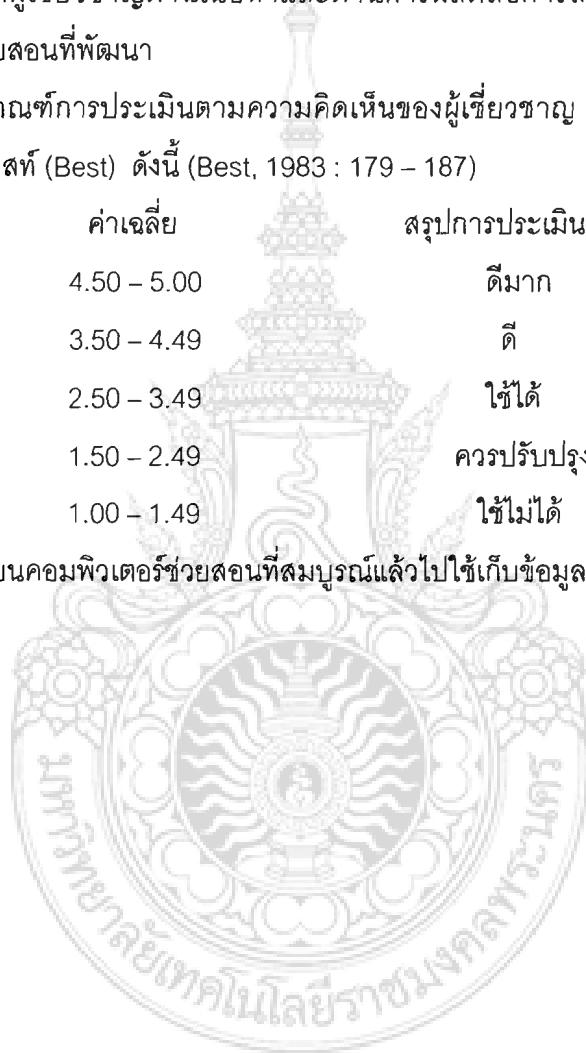 สอนที่พัฒนา
ณฑ์การประเมินตามความคิดเห็นของผู้เชี่ยวชาญ
สท์ (Best) ดังนี้ (Best, 1983 : 179 – 187)
ค่าเฉลี่ย สรุปการประเมิน
4.50 – 5.00 ดีมาก
3.50 – 4.49 ดี
2.50 – 3.49 ใช้ได้
1.50 – 2.49 ควรปรับปรุง
1.00 – 1.49 ใช้ไม่ได้
นคอมพิวเตอร์ช่วยสอนที่สมบูรณ์แล้วไปใช้เก็บข้อมูล
มหาวิทยาลัยเทคโนโลยีราชมงคลพระนคร